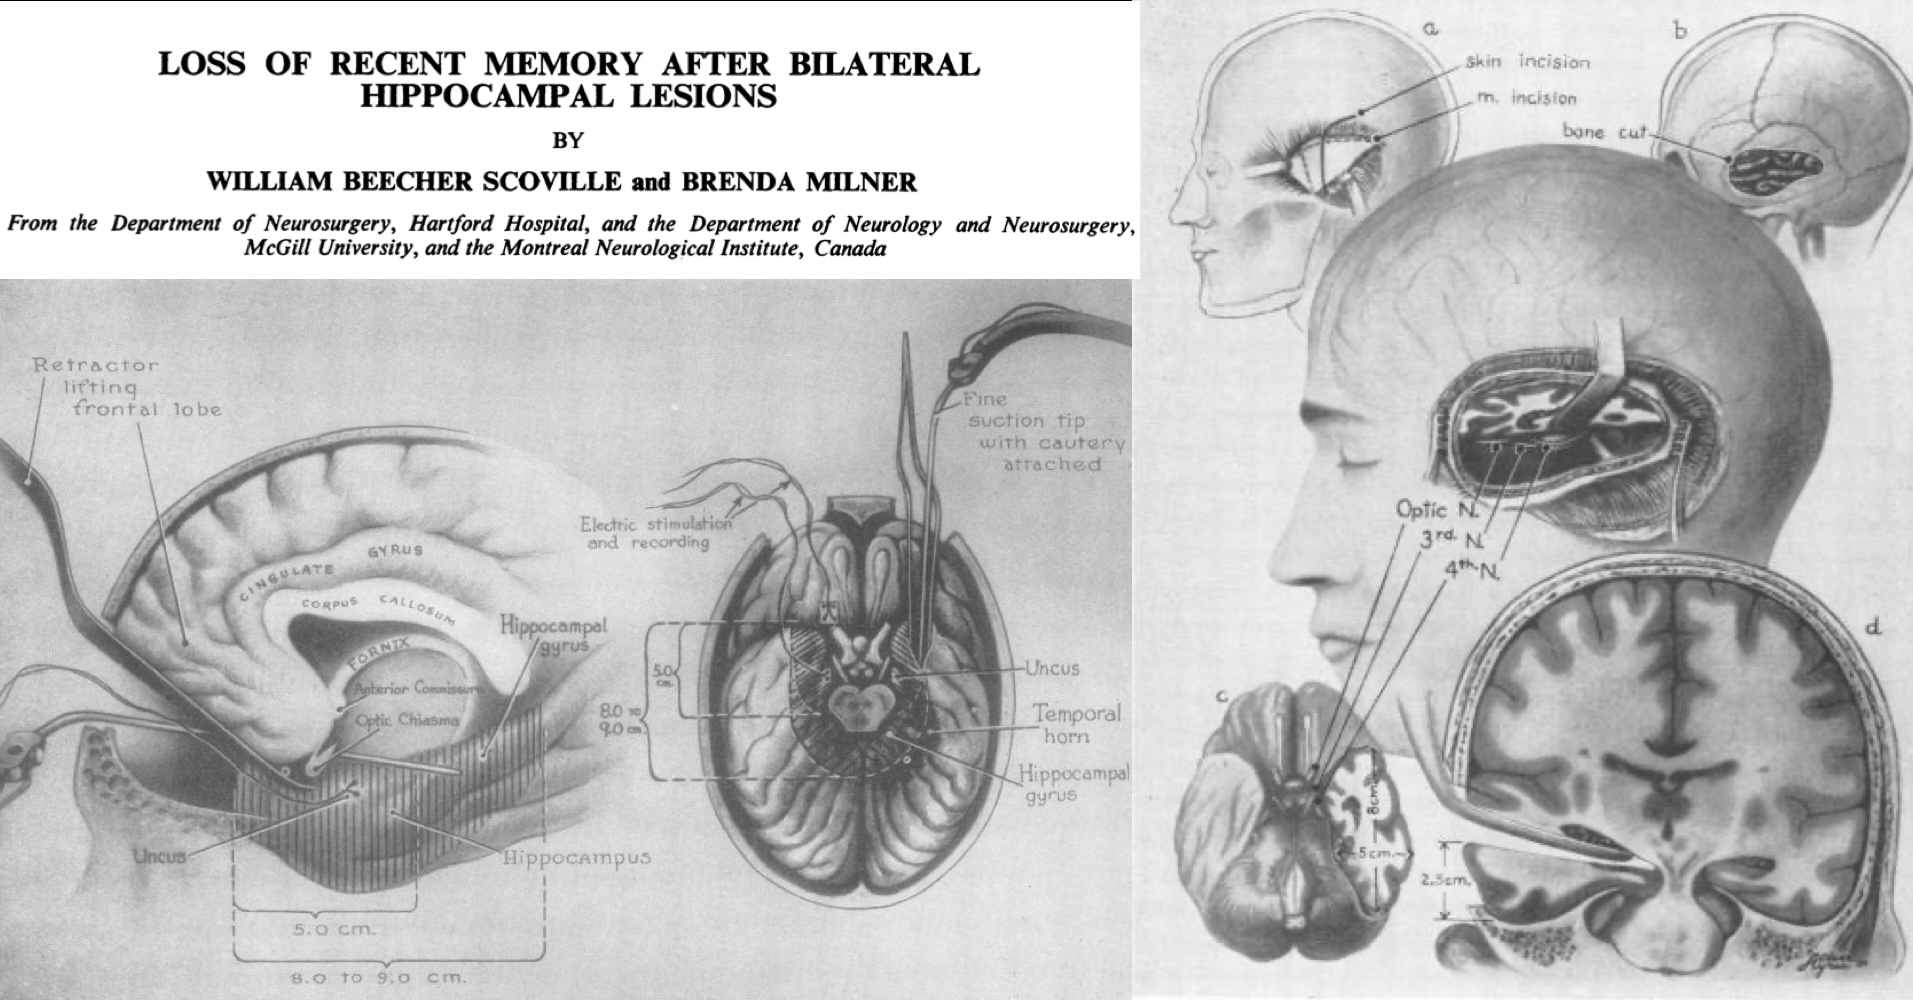 LOSS OF RECENT MEMORY AFTER BILATERAL
HIPPOCAMPAL LESIONS
BY
WILLIAM BEECHER SCOVILLE and BRENDA MILNER
From the Department of Neurosurgery, Hartford Hospital, and the Department of Neurology and Neurosurgery,
McGill University, and the Montreal Neurological Institute, Canada
Retractor
lifting
frontal lobe
CINGULATE GYRUS
CORPUS CALLOSUM
FORNIX
Anterior Commissure
Optic Chiasma
Hippocampal
gyrus
Uncus
Hippocampus
5.0 cm.
8.0 to 9.0 cm.
Electric stimulation
and recording
Fine
suction tip
with cautery
attached
5.0
cm.
8.0 to
9.0 cm.
Uncus
Temporal
horn
Hippocampal
gyrus
a
skin incision
m. incision
b
bone cut
Optic N.
3rd. N.
4th. N.
c
8cm.
5cm.
d
2.5cm.